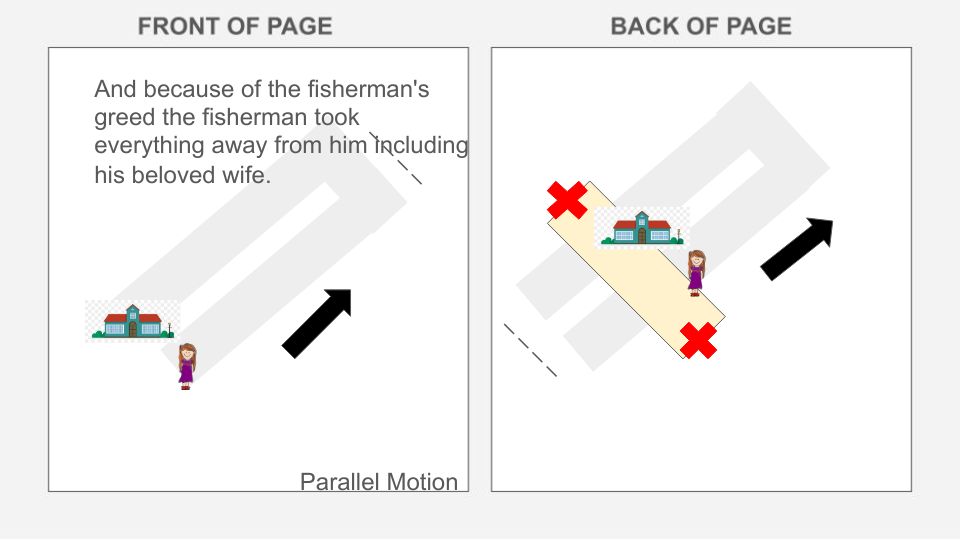 FRONT OF PAGE
BACK OF PAGE
And because of the fisherman's
greed the fisherman took
everything away from him including
his beloved wife.
Parallel Motion